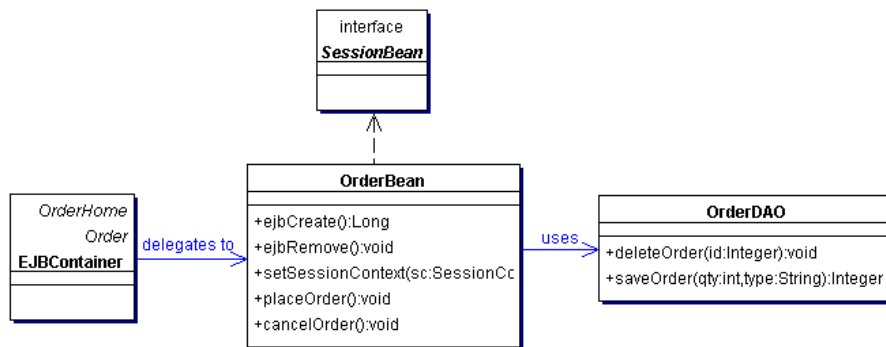 interface
SessionBean
OrderHome
Order
EJBContainer
delegates to
OrderBean
+ejbCreate():Long
+ejbRemove():void
+setSessionContext(sc:SessionCo
+placeOrder():void
+cancelOrder():void
uses
OrderDAO
+deleteOrder(id:Integer):void
+saveOrder(qty:int,type:String):Integer